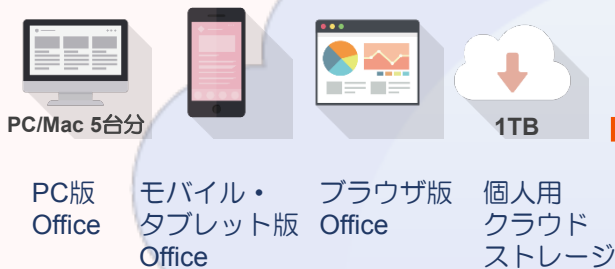 PC/Mac 5台分
1TB
PC版
Office
モバイル・
タブレット版
Office
ブラウザ版
Office
個人用
クラウド
ストレージ